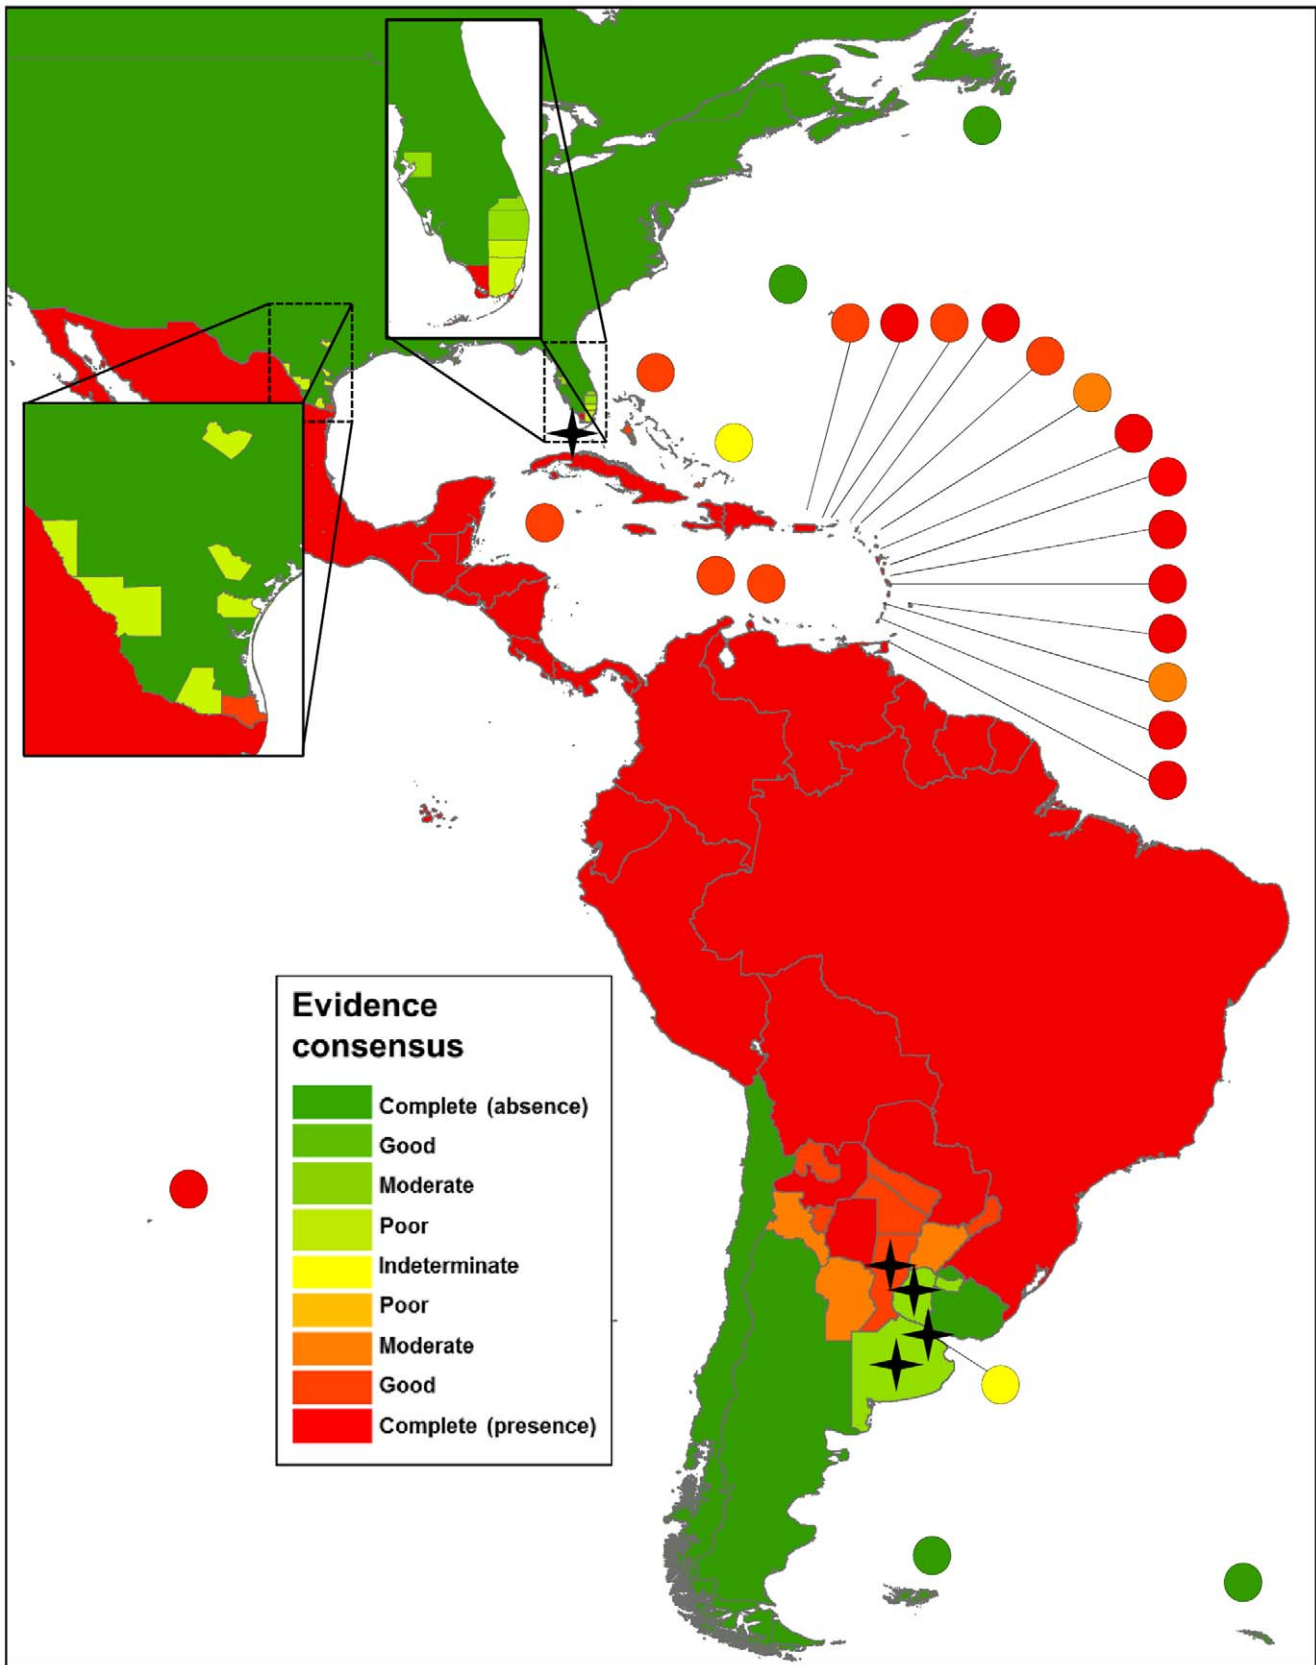 Evidence
consensus
Complete (absence)
Good
Moderate
Poor
Indeterminate
Poor
Moderate
Good
Complete (presence)